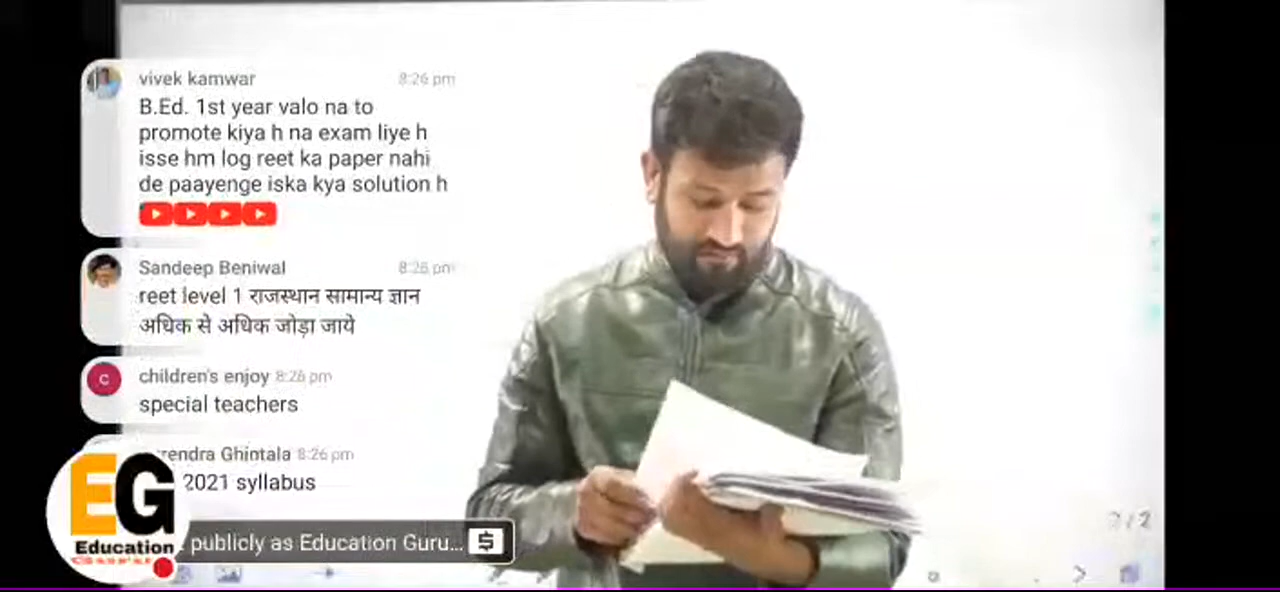 vivek kamwar 8:26 pm
B.Ed. 1st year valo na to
promote kiya h na exam liye h
isse hm log reet ka paper nahi
de paayenge iska kya solution h
Sandeep Beniwal 8:26 pm
reet level 1 राजस्थान सामान्य ज्ञान
अधिक से अधिक जोड़ा जाये
C
children's enjoy 8:26 pm
special teachers
Ghintala 8:26 pm
2021 syllabus
publicly as Education Guru...
$
EG
Education
2/2